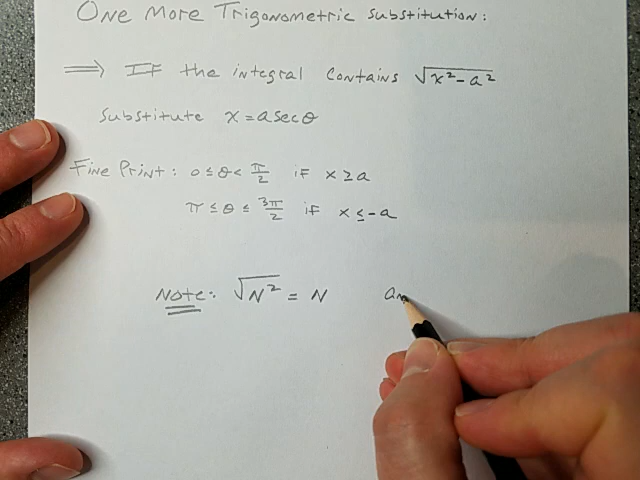 One More Trigonometric Substitution:
⟹ If the integral contains √(x²-a²)
Substitute x = a sec θ
Fine Print: 0 ≤ θ < π/2 if x ≥ a
π ≤ θ ≤ 3π/2 if x ≤ -a
Note: √N² = N an